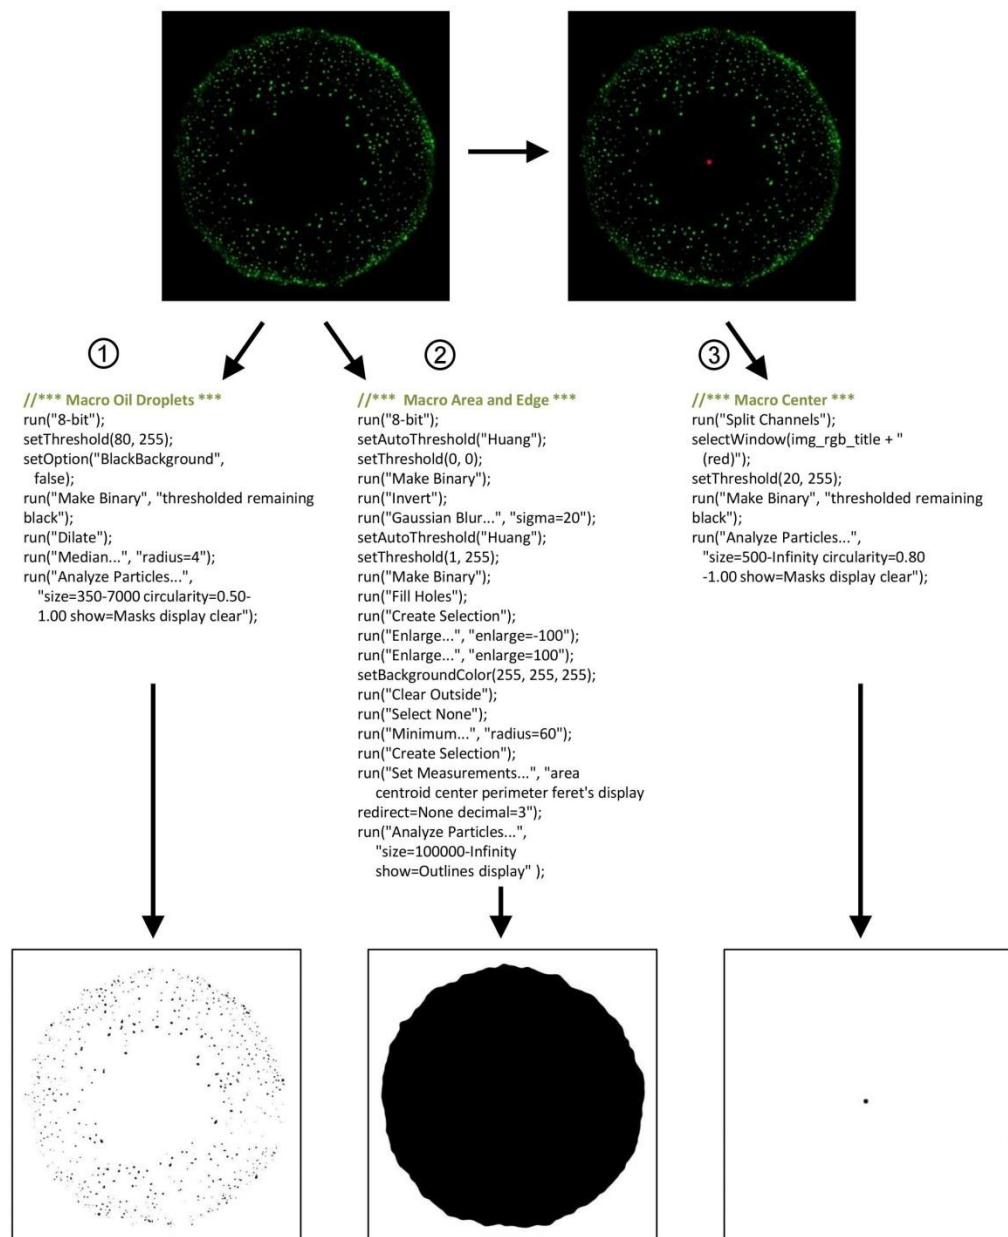 ①
//*** Macro Oil Droplets ***
run("8-bit");
setThreshold(80, 255);
setOption("BlackBackground",
false);
run("Make Binary", "thresholded remaining
black");
run("Dilate");
run("Median...", "radius=4");
run("Analyze Particles...",
"size=350-7000 circularity=0.50-
1.00 show=Masks display clear");
②
//*** Macro Area and Edge ***
run("8-bit");
setAutoThreshold("Huang");
setThreshold(0, 0);
run("Make Binary");
run("Invert");
run("Gaussian Blur...", "sigma=20");
setAutoThreshold("Huang");
setThreshold(1, 255);
run("Make Binary");
run("Fill Holes");
run("Create Selection");
run("Enlarge...", "enlarge=-100");
run("Enlarge...", "enlarge=100");
setBackgroundColor(255, 255, 255);
run("Clear Outside");
run("Select None");
run("Minimum...", "radius=60");
run("Create Selection");
run("Set Measurements...", "area
centroid center perimeter feret's display
redirect=None decimal=3");
run("Analyze Particles...",
"size=100000-Infinity
show=Outlines display" );
③
//*** Macro Center ***
run("Split Channels");
selectWindow(img_rgb_title + "
(red)");
setThreshold(20, 255);
run("Make Binary", "thresholded remaining
black");
run("Analyze Particles...",
"size=500-Infinity circularity=0.80
-1.00 show=Masks display clear");